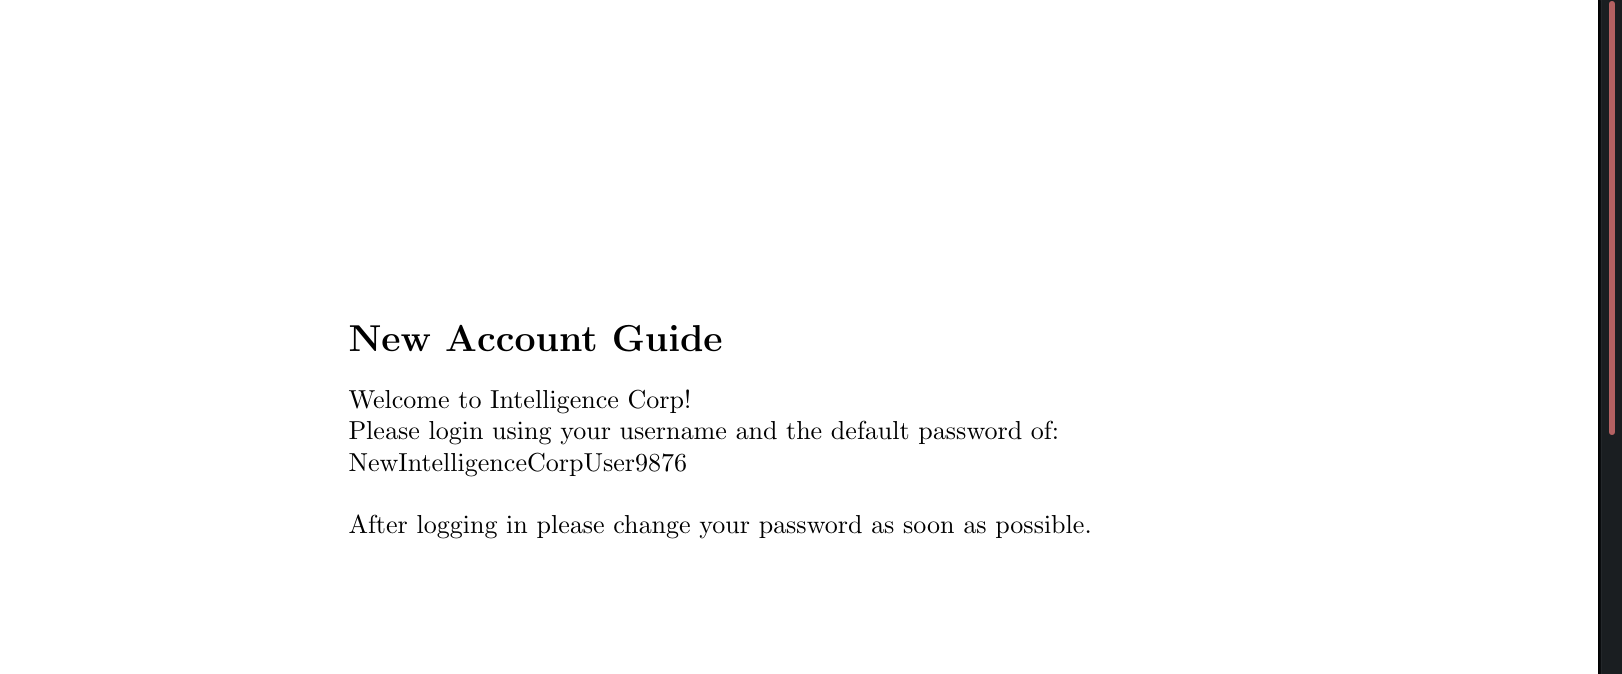 New Account Guide
Welcome to Intelligence Corp!
Please login using your username and the default password of:
NewIntelligenceCorpUser9876
After logging in please change your password as soon as possible.